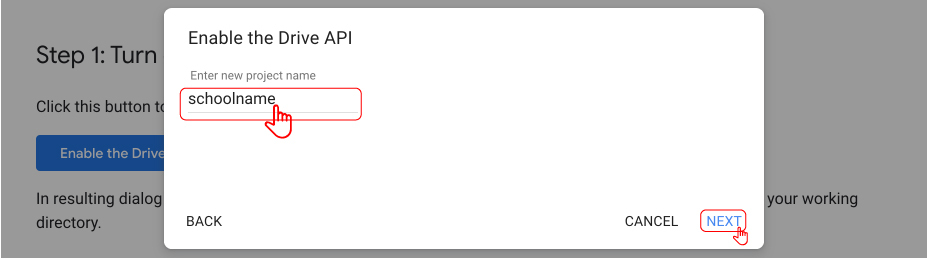 Enable the Drive API
Step 1: Turn
Enter new project name
schoolname
Click this button to
Enable the Drive
In resulting dialog
your working
directory.
BACK
CANCEL
NEXT